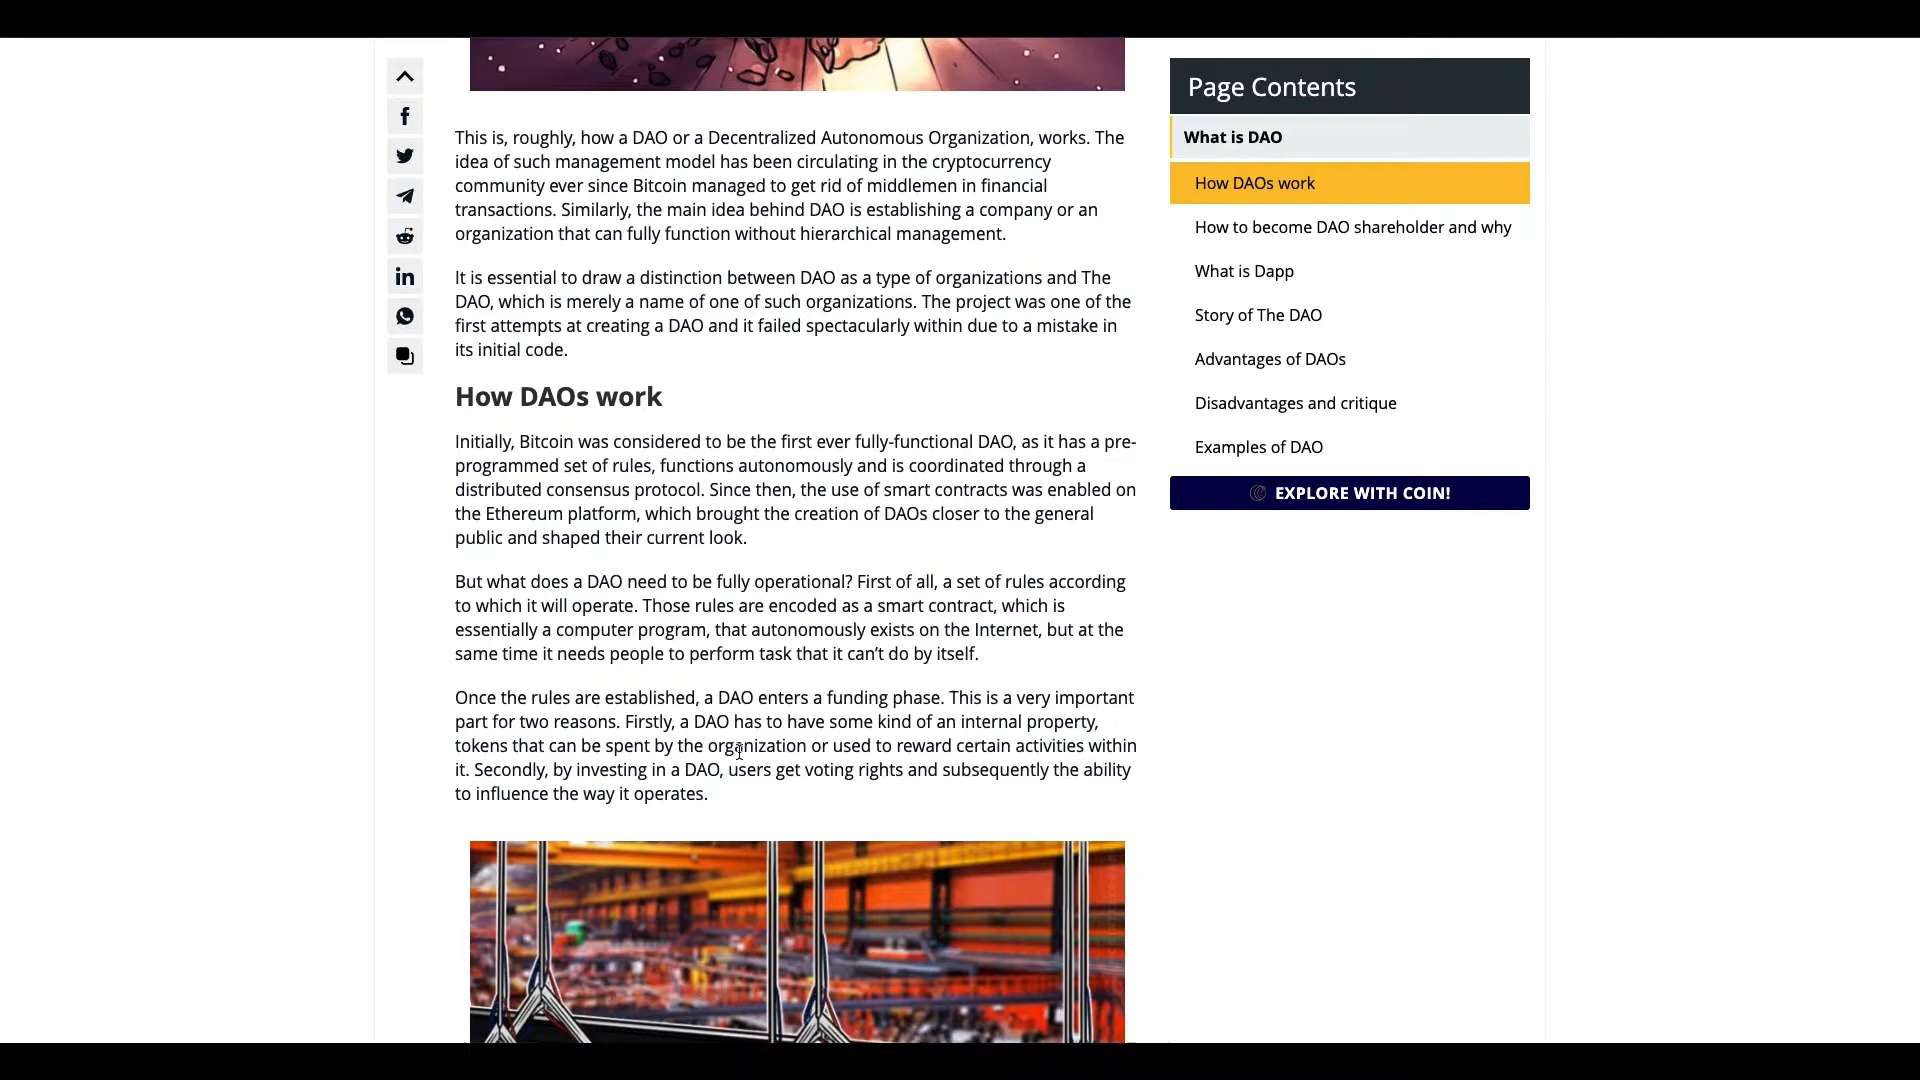 This is, roughly, how a DAO or a Decentralized Autonomous Organization, works. The
idea of such management model has been circulating in the cryptocurrency
community ever since Bitcoin managed to get rid of middlemen in financial
transactions. Similarly, the main idea behind DAO is establishing a company or an
organization that can fully function without hierarchical management.
It is essential to draw a distinction between DAO as a type of organizations and The
DAO, which is merely a name of one of such organizations. The project was one of the
first attempts at creating a DAO and it failed spectacularly within due to a mistake in
its initial code.
How DAOs work
Initially, Bitcoin was considered to be the first ever fully-functional DAO, as it has a pre-
programmed set of rules, functions autonomously and is coordinated through a
distributed consensus protocol. Since then, the use of smart contracts was enabled on
the Ethereum platform, which brought the creation of DAOs closer to the general
public and shaped their current look.
But what does a DAO need to be fully operational? First of all, a set of rules according
to which it will operate. Those rules are encoded as a smart contract, which is
essentially a computer program, that autonomously exists on the Internet, but at the
same time it needs people to perform task that it can’t do by itself.
Once the rules are established, a DAO enters a funding phase. This is a very important
part for two reasons. Firstly, a DAO has to have some kind of an internal property,
tokens that can be spent by the organization or used to reward certain activities within
it. Secondly, by investing in a DAO, users get voting rights and subsequently the ability
to influence the way it operates.
Page Contents
What is DAO
How DAOs work
How to become DAO shareholder and why
What is Dapp
Story of The DAO
Advantages of DAOs
Disadvantages and critique
Examples of DAO
EXPLORE WITH COIN!